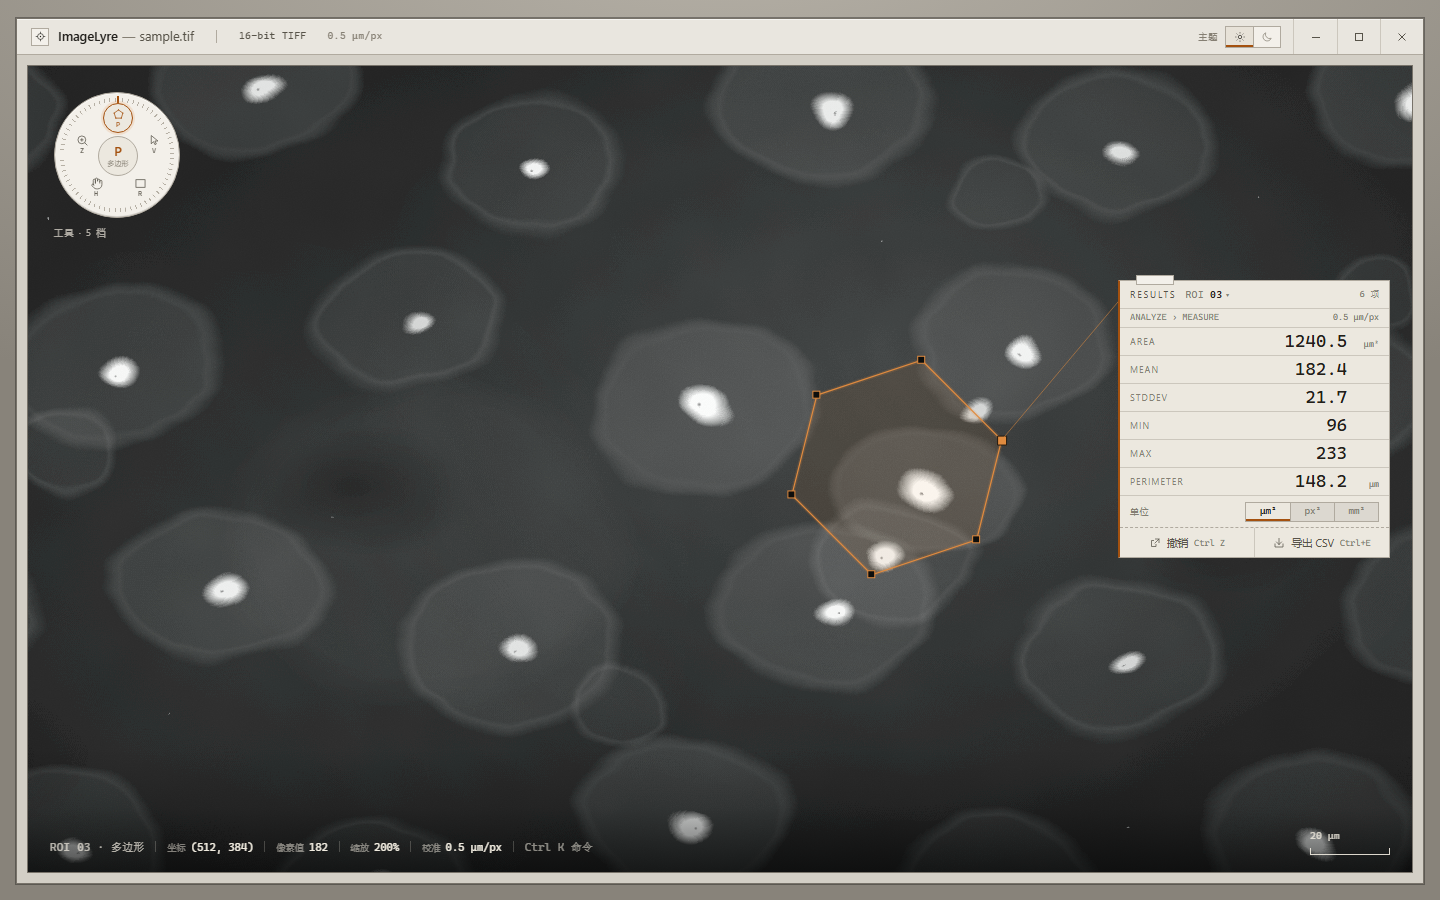 ImageLyre — sample.tif 16-bit TIFF 0.5 μm/px 主题
P
Z P V
多边形
H R
工具 · 5 档
RESULTS ROI 03 6 项
ANALYZE › MEASURE 0.5 μm/px
AREA 1240.5 μm²
MEAN 182.4
STDDEV 21.7
MIN 96
MAX 233
PERIMETER 148.2 μm
单位 μm² px² mm²
撤销 Ctrl Z 导出 CSV Ctrl+E
20 μm
ROI 03 · 多边形 坐标 (512, 384) 像素值 182 缩放 200% 校准 0.5 μm/px Ctrl K 命令